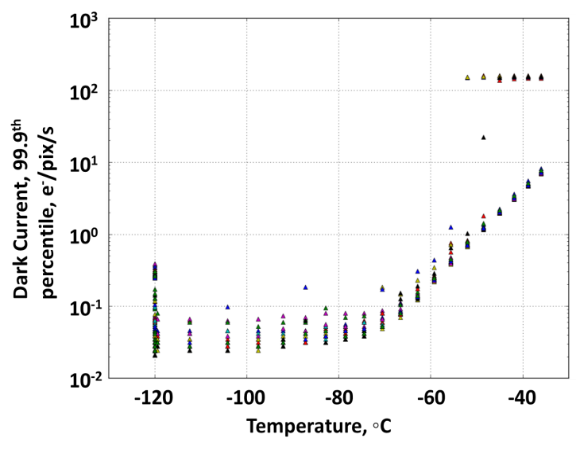 Dark Current, 99.9th
percentile, e-/pix/s
10³
10²
10¹
10⁰
10⁻¹
10⁻²
-120 -100 -80 -60 -40
Temperature, °C